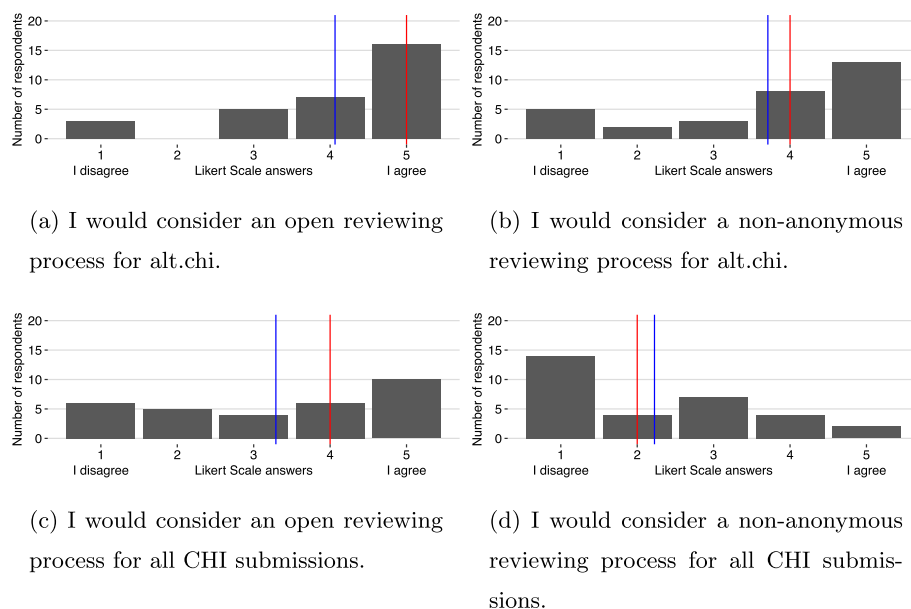 Number of respondents
20
15
10
5
0
1 2 3 4 5
I disagree Likert Scale answers I agree
(a) I would consider an open reviewing
process for alt.chi.
Number of respondents
20
15
10
5
0
1 2 3 4 5
I disagree Likert Scale answers I agree
(b) I would consider a non-anonymous
reviewing process for alt.chi.
Number of respondents
20
15
10
5
0
1 2 3 4 5
I disagree Likert Scale answers I agree
(c) I would consider an open reviewing
process for all CHI submissions.
Number of respondents
20
15
10
5
0
1 2 3 4 5
I disagree Likert Scale answers I agree
(d) I would consider a non-anonymous
reviewing process for all CHI submis-
sions.